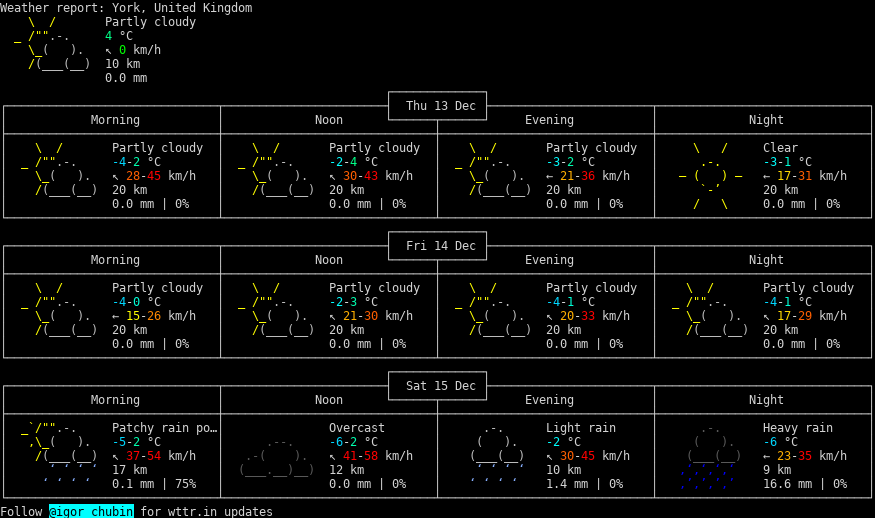 Weather report: York, United Kingdom
Partly cloudy
4 °C
↖ 0 km/h
10 km
0.0 mm
Thu 13 Dec
Morning Noon Evening Night
Partly cloudy Partly cloudy Partly cloudy Clear
-4-2 °C -2-4 °C -3-2 °C -3-1 °C
↖ 28-45 km/h ↖ 30-43 km/h ← 21-36 km/h ← 17-31 km/h
20 km 20 km 20 km 20 km
0.0 mm | 0% 0.0 mm | 0% 0.0 mm | 0% 0.0 mm | 0%
Fri 14 Dec
Morning Noon Evening Night
Partly cloudy Partly cloudy Partly cloudy Partly cloudy
-4-0 °C -2-3 °C -4-1 °C -4-1 °C
← 15-26 km/h ↖ 21-30 km/h ↖ 20-33 km/h ↖ 17-29 km/h
20 km 20 km 20 km 20 km
0.0 mm | 0% 0.0 mm | 0% 0.0 mm | 0% 0.0 mm | 0%
Sat 15 Dec
Morning Noon Evening Night
Patchy rain po… Overcast Light rain Heavy rain
-5-2 °C -6-2 °C -2 °C -6 °C
↖ 37-54 km/h ↖ 41-58 km/h ↖ 30-45 km/h ← 23-35 km/h
17 km 12 km 10 km 9 km
0.1 mm | 75% 0.0 mm | 0% 1.4 mm | 0% 16.6 mm | 0%
Follow @igor_chubin for wttr.in updates